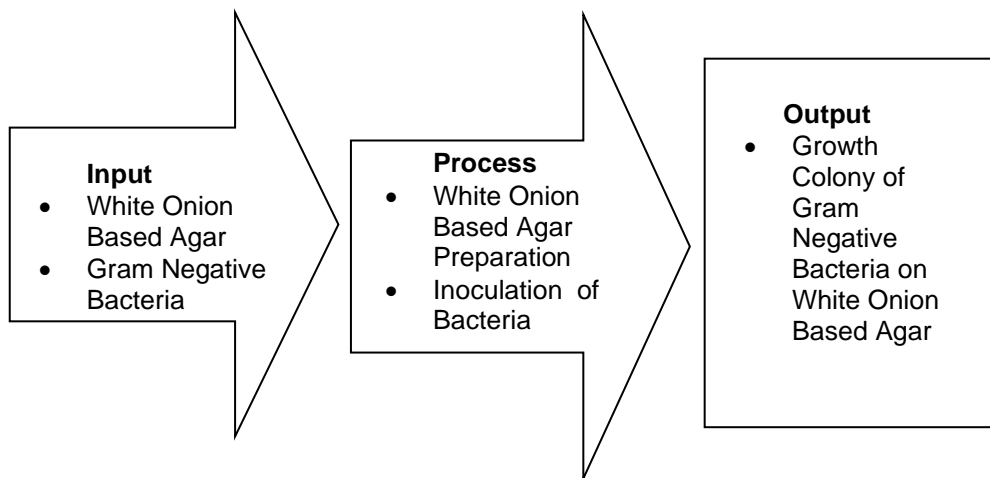 Input
• White Onion
Based Agar
• Gram Negative
Bacteria
Process
• White Onion
Based Agar
Preparation
• Inoculation of
Bacteria
Output
• Growth
Colony of
Gram
Negative
Bacteria on
White Onion
Based Agar